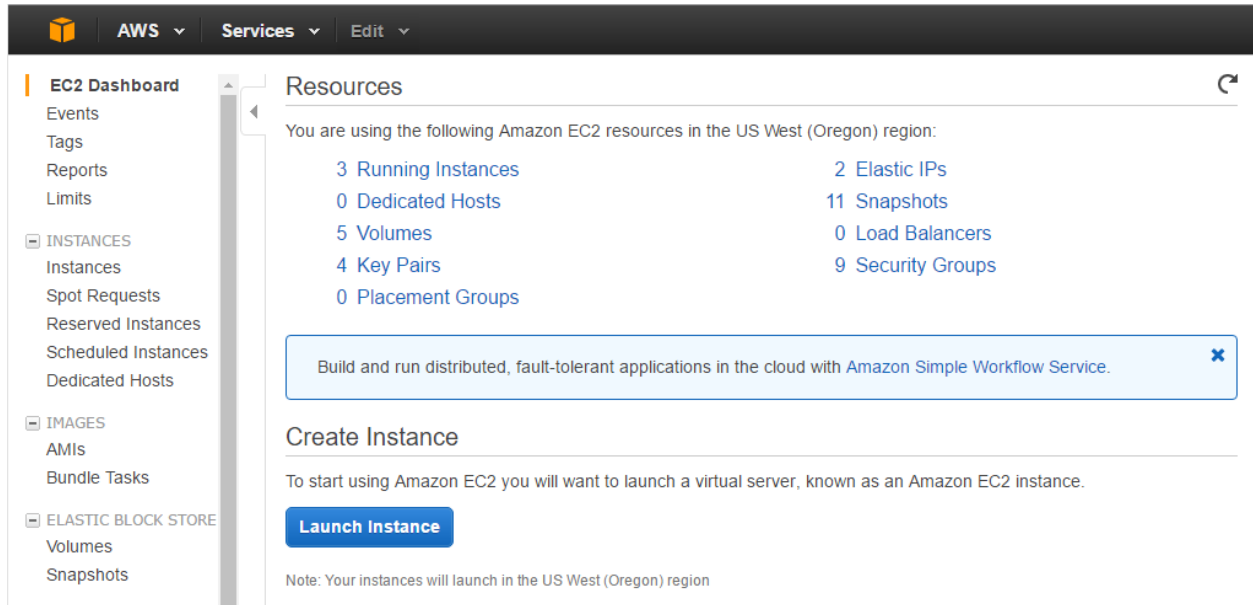 AWS Services Edit
EC2 Dashboard
Events
Tags
Reports
Limits
INSTANCES
Instances
Spot Requests
Reserved Instances
Scheduled Instances
Dedicated Hosts
IMAGES
AMIs
Bundle Tasks
ELASTIC BLOCK STORE
Volumes
Snapshots
Resources
You are using the following Amazon EC2 resources in the US West (Oregon) region:
3 Running Instances
0 Dedicated Hosts
5 Volumes
4 Key Pairs
0 Placement Groups
2 Elastic IPs
11 Snapshots
0 Load Balancers
9 Security Groups
Build and run distributed, fault-tolerant applications in the cloud with Amazon Simple Workflow Service.
Create Instance
To start using Amazon EC2 you will want to launch a virtual server, known as an Amazon EC2 instance.
Launch Instance
Note: Your instances will launch in the US West (Oregon) region